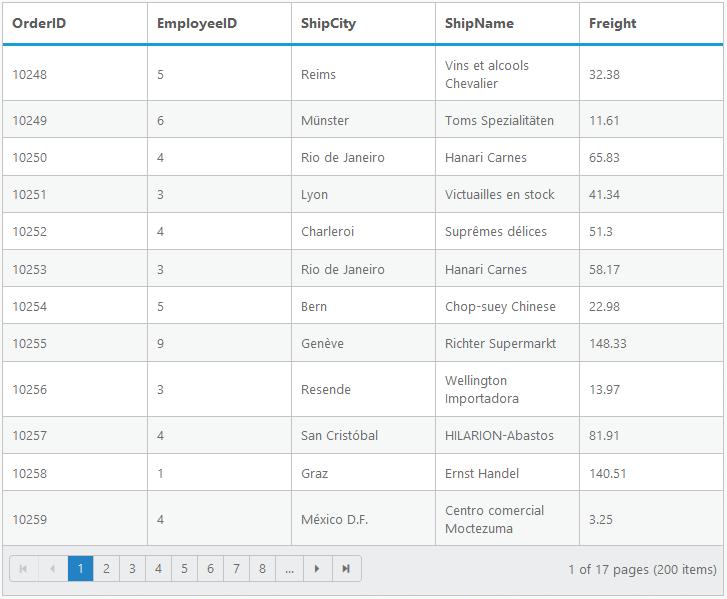 OrderID EmployeeID ShipCity ShipName Freight
10248 5 Reims Vins et alcools Chevalier 32.38
10249 6 Münster Toms Spezialitäten 11.61
10250 4 Rio de Janeiro Hanari Carnes 65.83
10251 3 Lyon Victuailles en stock 41.34
10252 4 Charleroi Suprêmes délices 51.3
10253 3 Rio de Janeiro Hanari Carnes 58.17
10254 5 Bern Chop-suey Chinese 22.98
10255 9 Genève Richter Supermarkt 148.33
10256 3 Resende Wellington Importadora 13.97
10257 4 San Cristóbal HILARION-Abastos 81.91
10258 1 Graz Ernst Handel 140.51
10259 4 México D.F. Centro comercial Moctezuma 3.25
1 2 3 4 5 6 7 8 ... 1 of 17 pages (200 items)